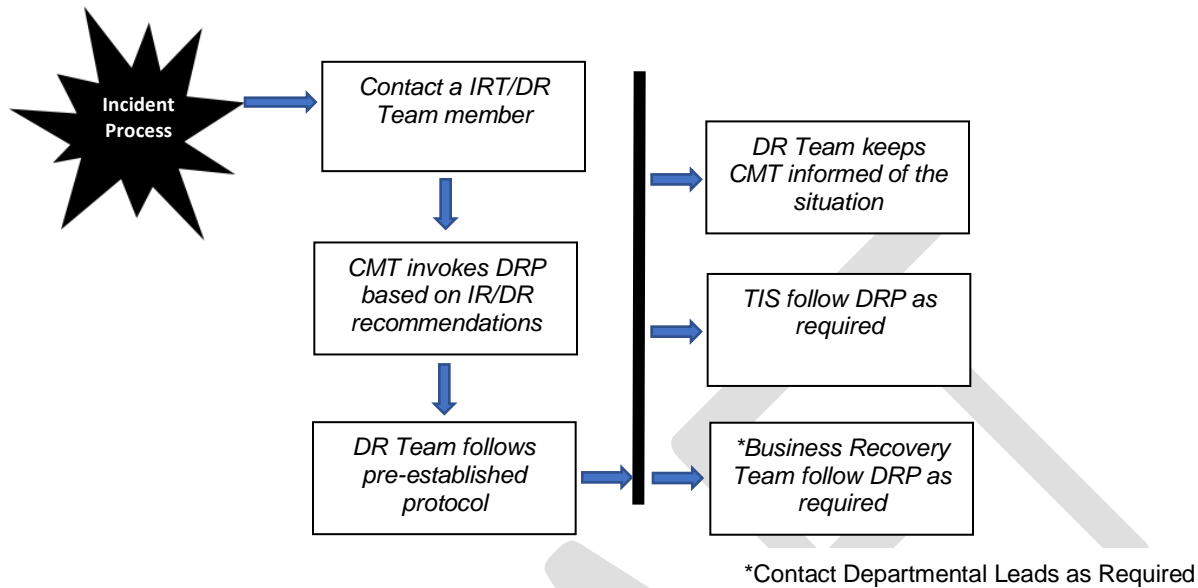 Incident
Process
Contact a IRT/DR
Team member
CMT invokes DRP
based on IR/DR
recommendations
DR Team follows
pre-established
protocol
DR Team keeps
CMT informed of the
situation
TIS follow DRP as
required
*Business Recovery
Team follow DRP as
required
*Contact Departmental Leads as Required